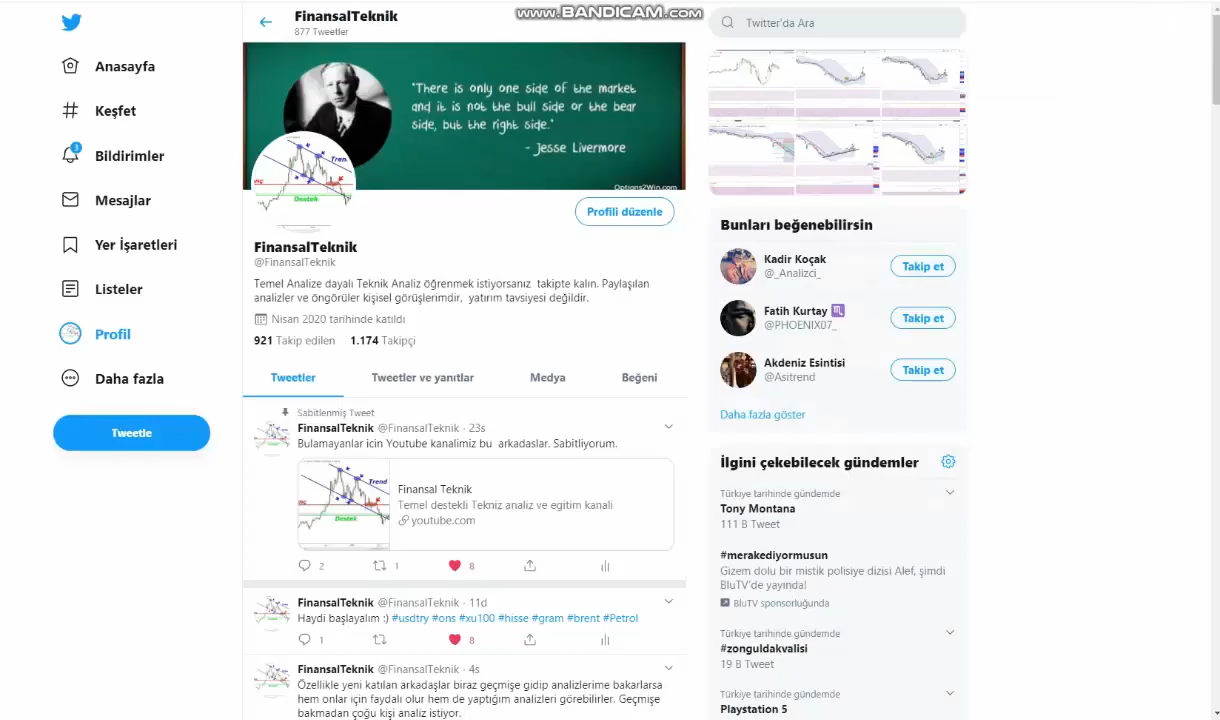 www.BANDICAM.com
FinansalTeknik
877 Tweetler
Twitter'da Ara
Anasayfa
Keşfet
3
Bildirimler
Mesajlar
Yer İşaretleri
Listeler
Profil
Daha fazla
Tweetle
"There is only one side of the market
and it is not the bull side or the bear
side, but the right side."
- Jesse Livermore
Options2Win.com
Destek
Profili düzenle
FinansalTeknik
@FinansalTeknik
Temel Analize dayalı Teknik Analiz öğrenmek istiyorsanız takipte kalın. Paylaşılan
analizler ve öngörüler kişisel görüşlerimdir, yatırım tavsiyesi değildir.
Nisan 2020 tarihinde katıldı
921 Takip edilen 1.174 Takipçi
Tweetler Tweetler ve yanıtlar Medya Beğeni
Sabitlenmiş Tweet
FinansalTeknik @FinansalTeknik · 23s
Bulamayanlar icin Youtube kanalimiz bu arkadaslar. Sabitliyorum.
Trend
Destek
Finansal Teknik
Temel destekli Tekniz analiz ve egitim kanali
youtube.com
2 1 8
FinansalTeknik @FinansalTeknik · 11d
Haydi başlayalım :) #usdtry #ons #xu100 #hisse #gram #brent #Petrol
1 8
FinansalTeknik @FinansalTeknik · 4s
Özellikle yeni katılan arkadaşlar biraz geçmişe gidip analizlerime bakarlarsa
hem onlar için faydalı olur hem de yaptığım analizleri görebilirler. Geçmişe
bakmadan çoğu kişi analiz istiyor.
Bunları beğenebilirsin
Kadir Koçak
@_Analizci_
Takip et
Fatih Kurtay ♏
@PHOENIX07_
Takip et
Akdeniz Esintisi
@Asitrend
Takip et
Daha fazla göster
İlgini çekebilecek gündemler
Türkiye tarihinde gündemde
Tony Montana
111 B Tweet
#merakediyormusun
Gizem dolu bir mistik polisiye dizisi Alef, şimdi
BluTV'de yayında!
BluTV sponsorluğunda
Türkiye tarihinde gündemde
#zonguldakvalisi
19 B Tweet
Türkiye tarihinde gündemde
Playstation 5